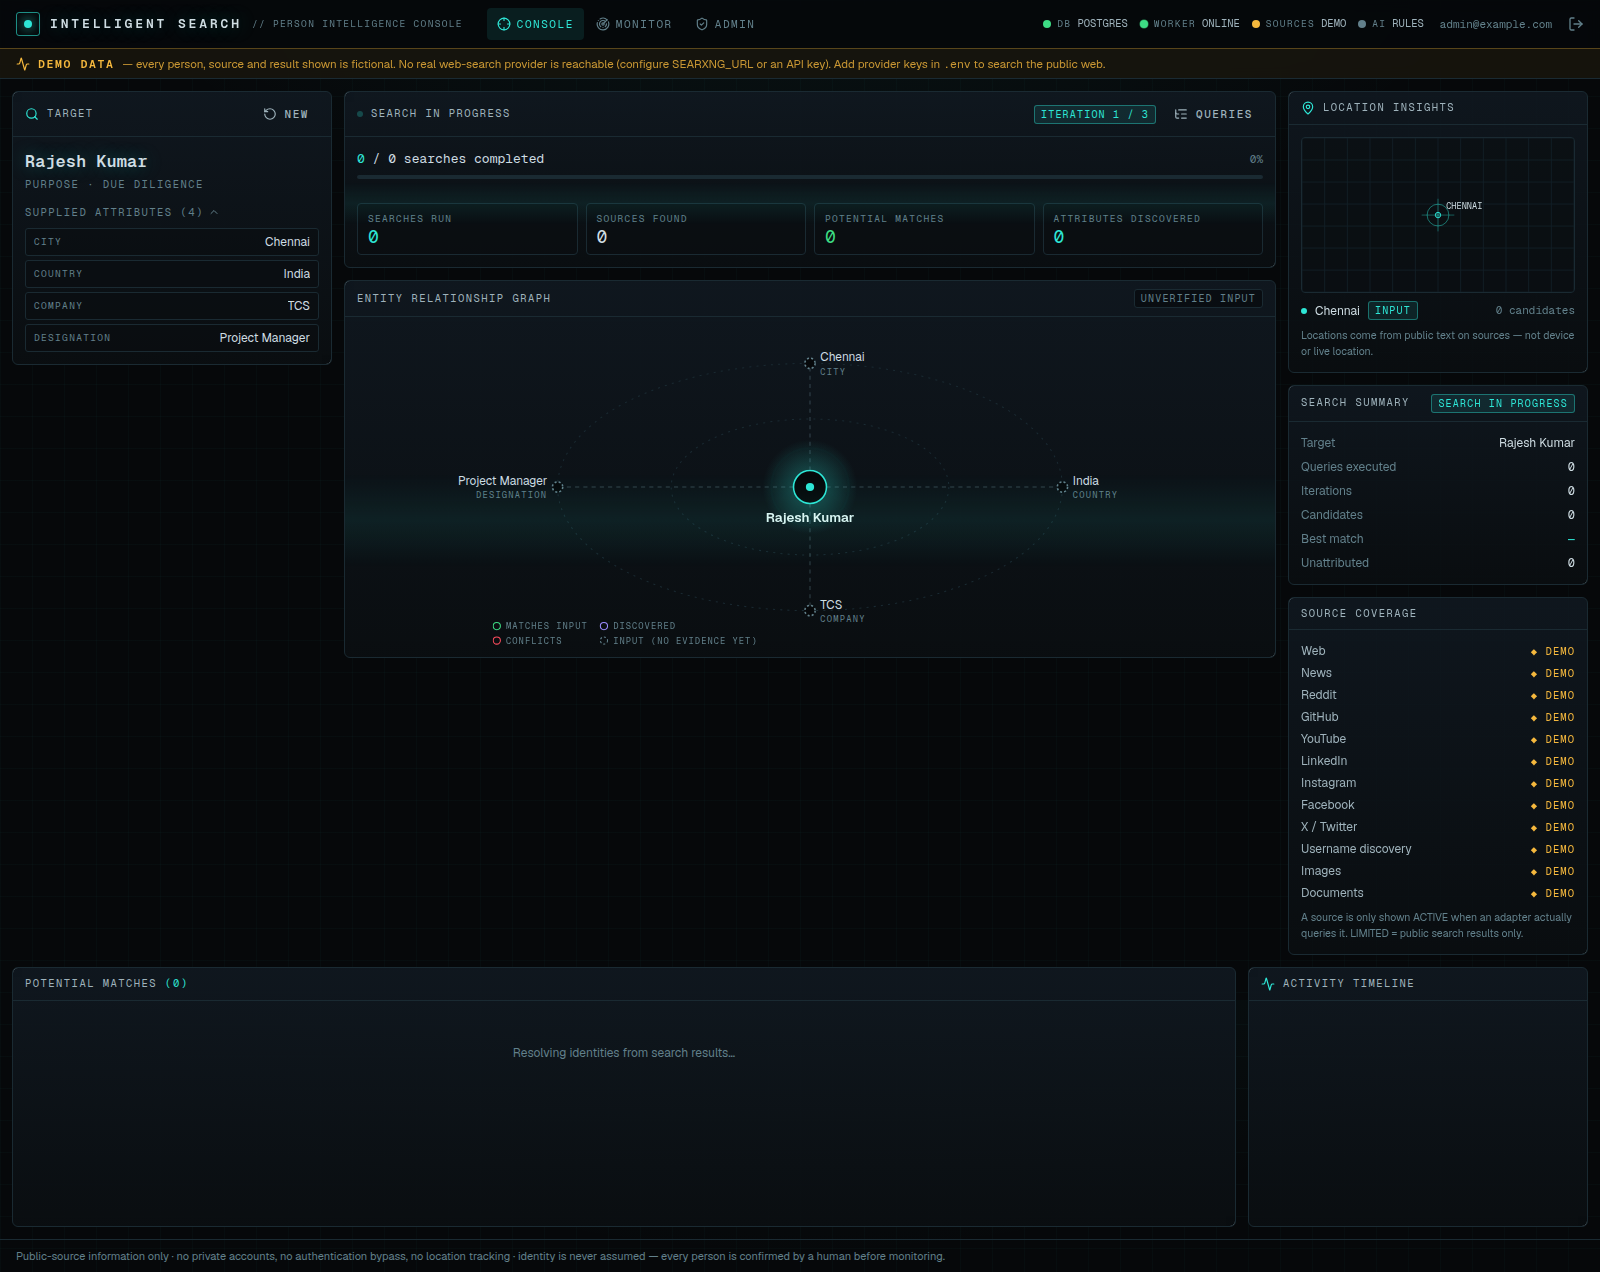 INTELLIGENT SEARCH // PERSON INTELLIGENCE CONSOLE CONSOLE MONITOR ADMIN DB POSTGRES WORKER ONLINE SOURCES DEMO AI RULES admin@example.com
DEMO DATA — every person, source and result shown is fictional. No real web-search provider is reachable (configure SEARXNG_URL or an API key). Add provider keys in .env to search the public web.
TARGET NEW
Rajesh Kumar
PURPOSE · DUE DILIGENCE
SUPPLIED ATTRIBUTES (4)
CITY Chennai
COUNTRY India
COMPANY TCS
DESIGNATION Project Manager
SEARCH IN PROGRESS ITERATION 1 / 3 QUERIES
0 / 0 searches completed 0%
SEARCHES RUN SOURCES FOUND POTENTIAL MATCHES ATTRIBUTES DISCOVERED
0 0 0 0
ENTITY RELATIONSHIP GRAPH UNVERIFIED INPUT
Chennai
CITY
Project Manager
DESIGNATION
India
COUNTRY
Rajesh Kumar
TCS
COMPANY
MATCHES INPUT DISCOVERED
CONFLICTS INPUT (NO EVIDENCE YET)
LOCATION INSIGHTS
CHENNAI
Chennai INPUT 0 candidates
Locations come from public text on sources — not device
or live location.
SEARCH SUMMARY SEARCH IN PROGRESS
Target Rajesh Kumar
Queries executed 0
Iterations 0
Candidates 0
Best match —
Unattributed 0
SOURCE COVERAGE
Web ◆ DEMO
News ◆ DEMO
Reddit ◆ DEMO
GitHub ◆ DEMO
YouTube ◆ DEMO
LinkedIn ◆ DEMO
Instagram ◆ DEMO
Facebook ◆ DEMO
X / Twitter ◆ DEMO
Username discovery ◆ DEMO
Images ◆ DEMO
Documents ◆ DEMO
A source is only shown ACTIVE when an adapter actually
queries it. LIMITED = public search results only.
POTENTIAL MATCHES (0)
Resolving identities from search results…
ACTIVITY TIMELINE
Public-source information only · no private accounts, no authentication bypass, no location tracking · identity is never assumed — every person is confirmed by a human before monitoring.